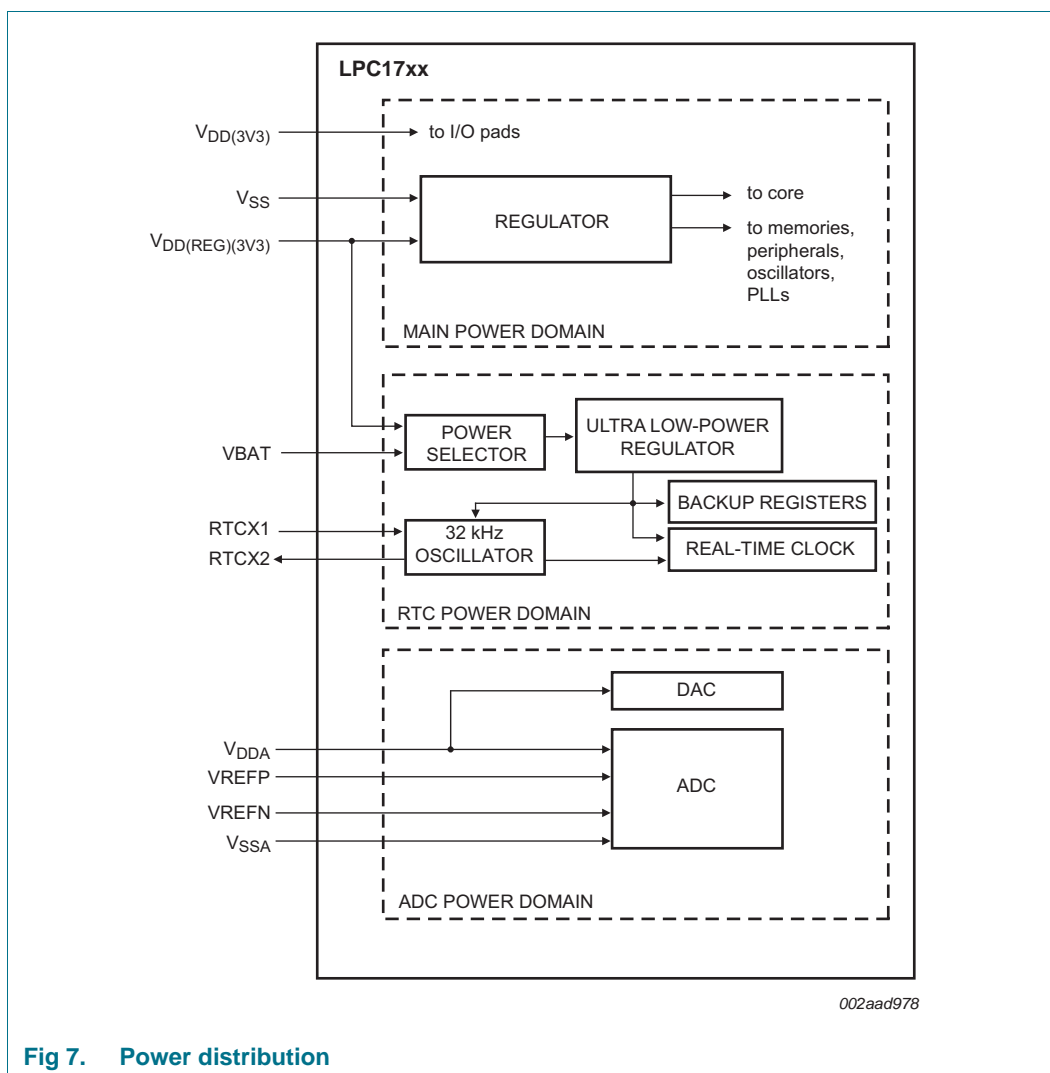 LPC17xx
VDD(3V3)
to I/O pads
VSS
REGULATOR
to core
VDD(REG)(3V3)
to memories,
peripherals,
oscillators,
PLLs
MAIN POWER DOMAIN
POWER
SELECTOR
ULTRA LOW-POWER
REGULATOR
VBAT
BACKUP REGISTERS
RTCX1
32 kHz
OSCILLATOR
REAL-TIME CLOCK
RTCX2
RTC POWER DOMAIN
DAC
VDDA
VREFP
ADC
VREFN
VSSA
ADC POWER DOMAIN
002aad978
Fig 7. Power distribution